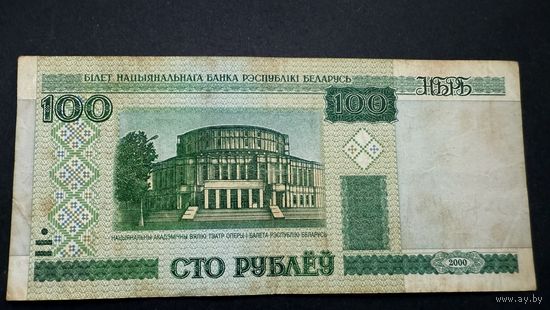 БІЛЕТ НАЦЫЯНАЛЬНАГА БАНКА РЭСПУБЛІКІ БЕЛАРУСЬ
100
100
НБРБ
НАЦЫЯНАЛЬНЫ АКАДЭМІЧНЫ ВЯЛІКІ ТЭАТР ОПЕРЫ І БАЛЕТА РЭСПУБЛІКІ БЕЛАРУСЬ
СТО РУБЛЁЎ
2000
www.ay.by